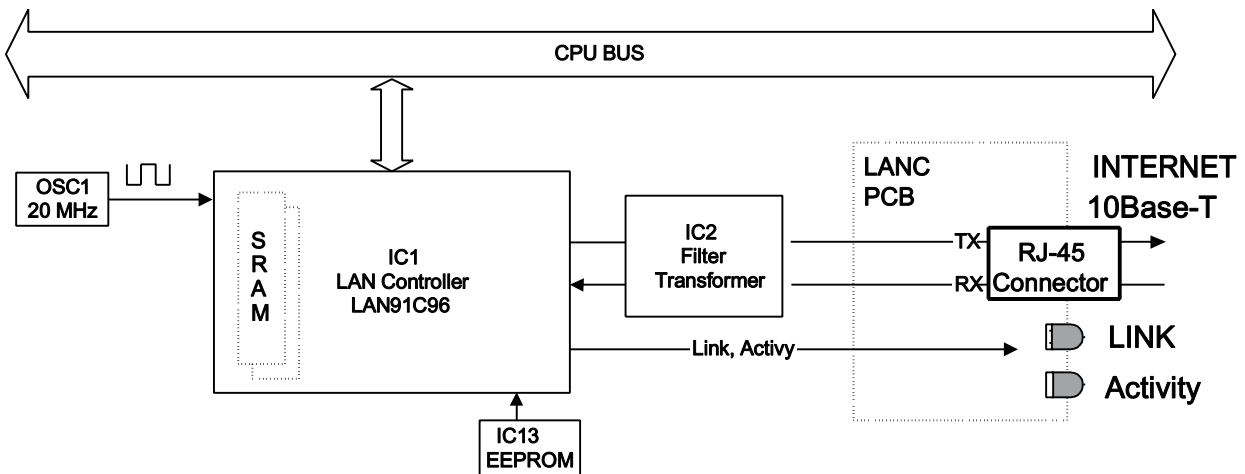 CPU BUS
OSC1
20 MHz
SRAM
IC1
LAN Controller
LAN91C96
IC2
Filter
Transformer
LANC
PCB
INTERNET
10Base-T
TX
RX
RJ-45
Connector
Link, Activy
LINK
Activity
IC13
EEPROM